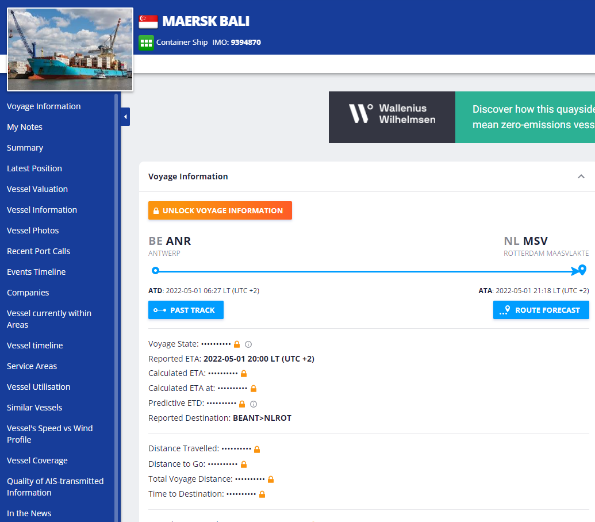 MAERSK BALI
Container Ship IMO: 9394870
Voyage Information
My Notes
Summary
Latest Position
Vessel Valuation
Vessel Information
Vessel Photos
Recent Port Calls
Events Timeline
Companies
Vessel currently within
Areas
Vessel timeline
Service Areas
Vessel Utilisation
Similar Vessels
Vessel's Speed vs Wind
Profile
Vessel Coverage
Quality of AIS-transmitted
Information
In the News
Wallenius
Wilhelmsen
Discover how this quayside
mean zero-emissions vess
Voyage Information
UNLOCK VOYAGE INFORMATION
BE ANR
ANTWERP
NL MSV
ROTTERDAM MAASVLAKTE
ATD: 2022-05-01 06:27 LT (UTC +2)
ATA: 2022-05-01 21:18 LT (UTC +2)
PAST TRACK
ROUTE FORECAST
Voyage State: ••••••••••
Reported ETA: 2022-05-01 20:00 LT (UTC +2)
Calculated ETA: ••••••••••
Calculated ETA at: ••••••••••
Predictive ETD: ••••••••••
Reported Destination: BEANT>NLROT
Distance Travelled: ••••••••••
Distance to Go: ••••••••••
Total Voyage Distance: ••••••••••
Time to Destination: ••••••••••